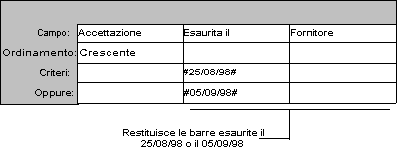 Campo: Accettazione Esaurita il Fornitore
Ordinamento: Crescente
Criteri: #25/08/98#
Oppure: #05/09/98#
Restituisce le barre esaurite il
25/08/98 o il 05/09/98